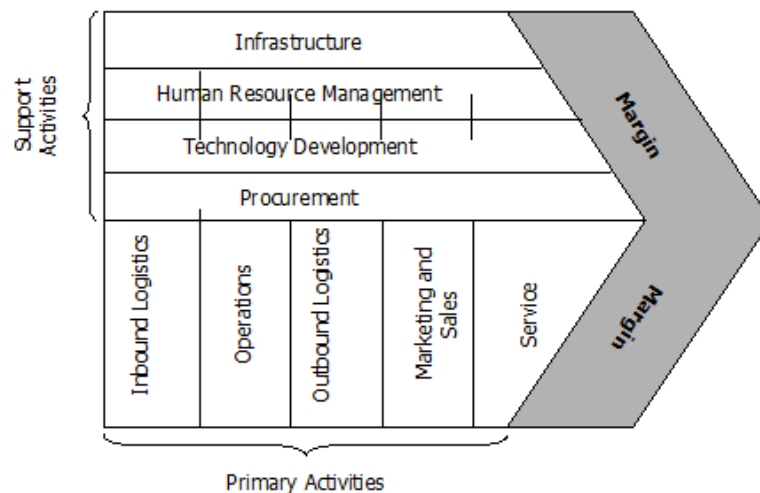 Infrastructure
Human Resource Management
Technology Development
Procurement
Support
Activities
Margin
Margin
Inbound Logistics
Operations
Outbound Logistics
Marketing and
Sales
Service
Primary Activities